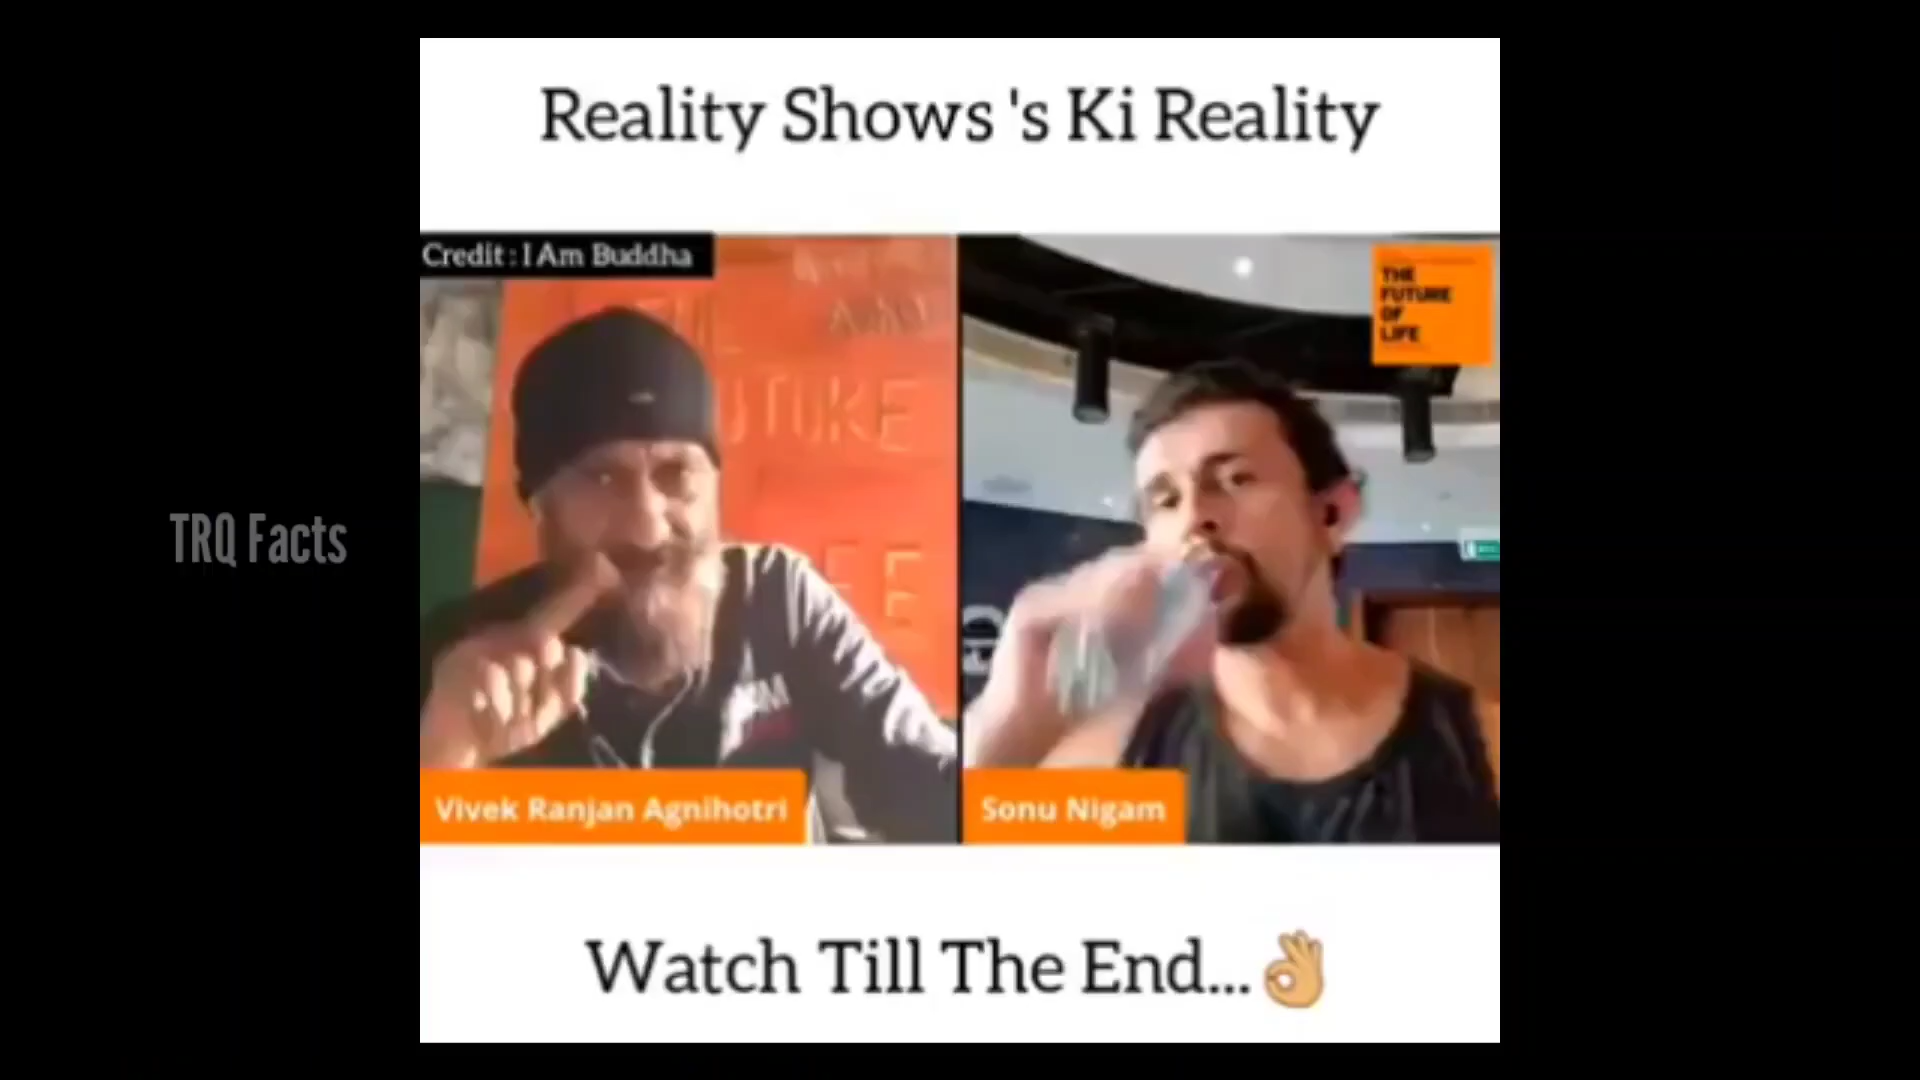 Reality Shows 's Ki Reality
Credit : I Am Buddha
THE
FUTURE
OF
LIFE
TRQ Facts
Vivek Ranjan Agnihotri
Sonu Nigam
Watch Till The End...👌